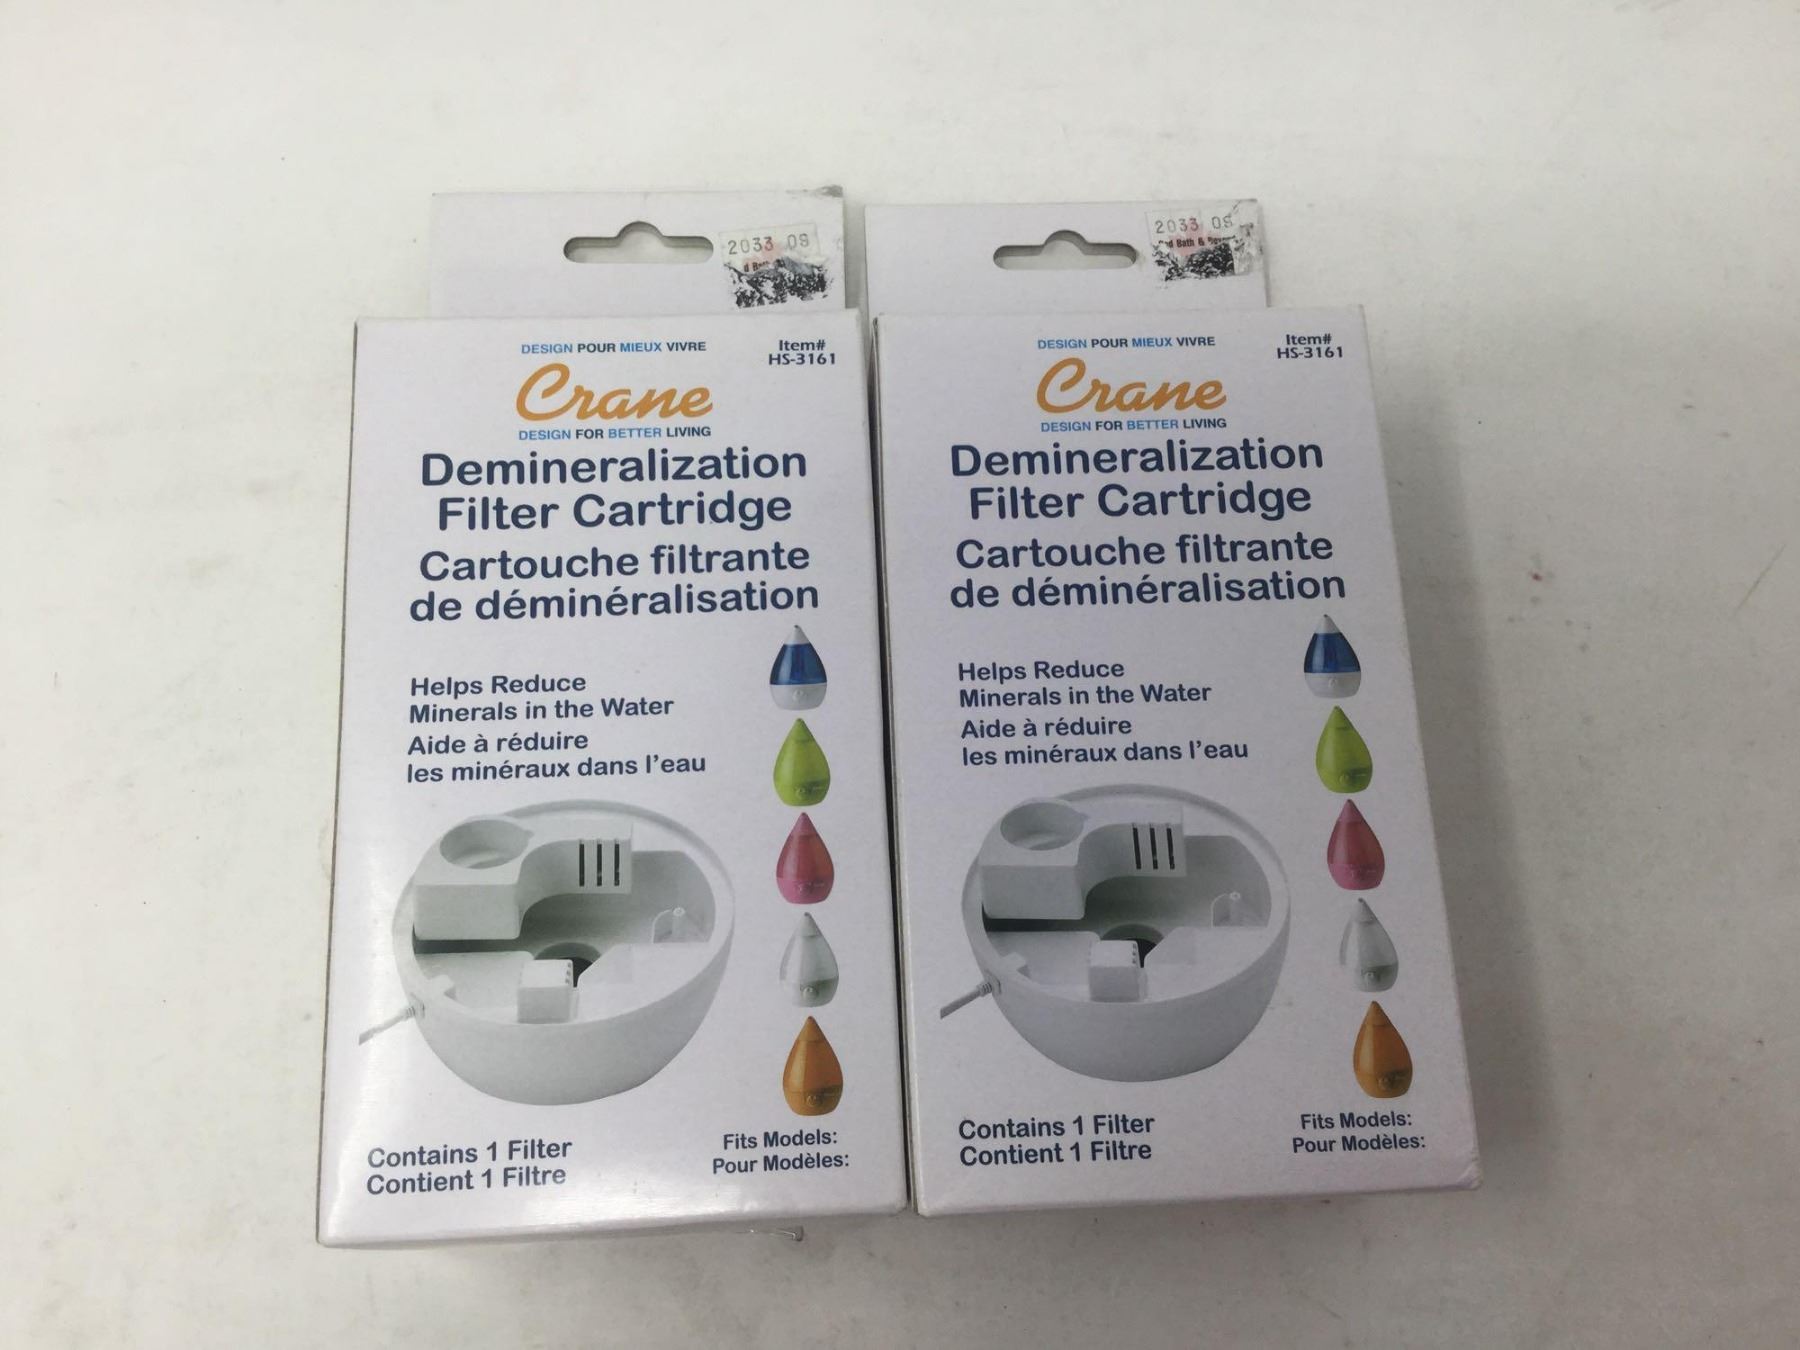 2033 09
DESIGN POUR MIEUX VIVRE
Item#
HS-3161
Crane
DESIGN FOR BETTER LIVING
Demineralization
Filter Cartridge
Cartouche filtrante
de déminéralisation
Helps Reduce
Minerals in the Water
Aide à réduire
les minéraux dans l'eau
Contains 1 Filter
Contient 1 Filtre
Fits Models:
Pour Modèles:
2033 09
Bath &
DESIGN POUR MIEUX VIVRE
Item#
HS-3161
Crane
DESIGN FOR BETTER LIVING
Demineralization
Filter Cartridge
Cartouche filtrante
de déminéralisation
Helps Reduce
Minerals in the Water
Aide à réduire
les minéraux dans l'eau
Contains 1 Filter
Contient 1 Filtre
Fits Models:
Pour Modèles: